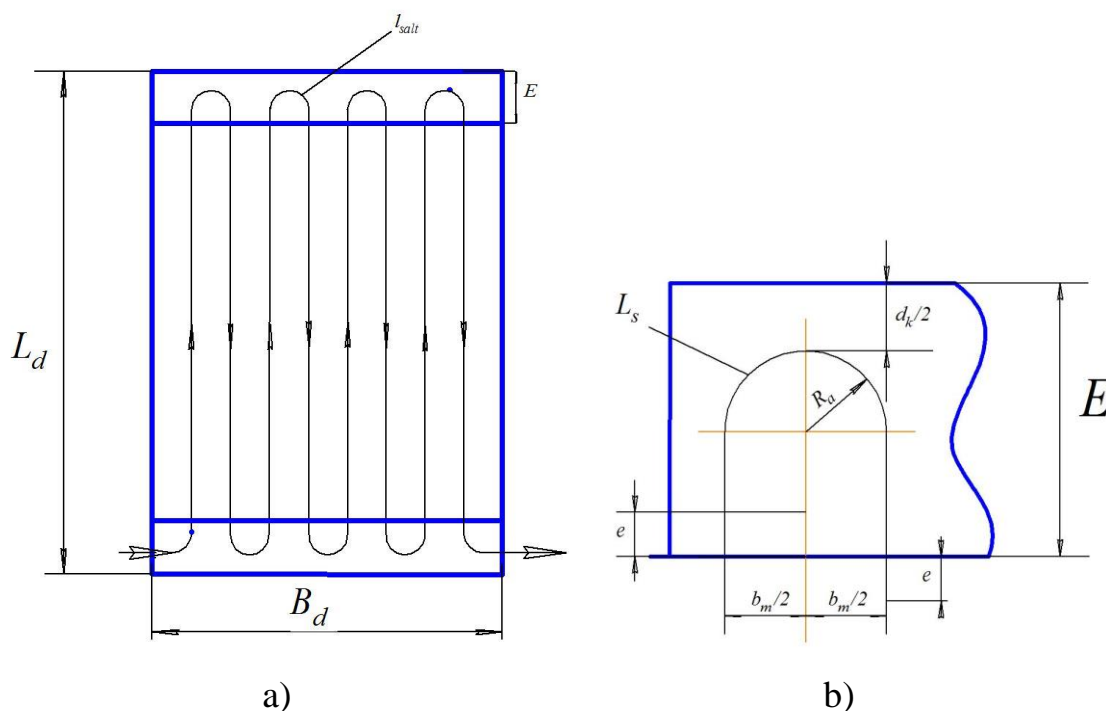 l_salt
E
L_d
B_d
a)
L_s
d_k/2
R_a
E
e
e
b_m/2 b_m/2
b)